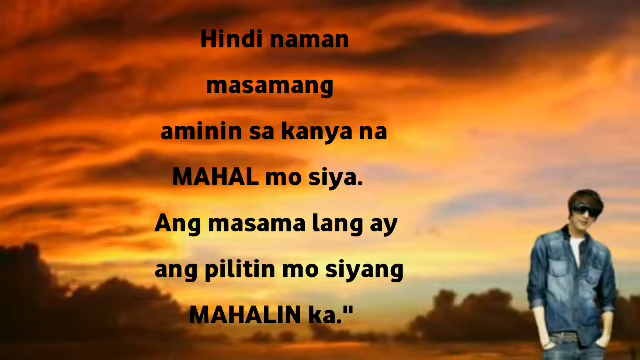 Hindi naman
masamang
aminin sa kanya na
MAHAL mo siya.
Ang masama lang ay
ang pilitin mo siyang
MAHALIN ka."